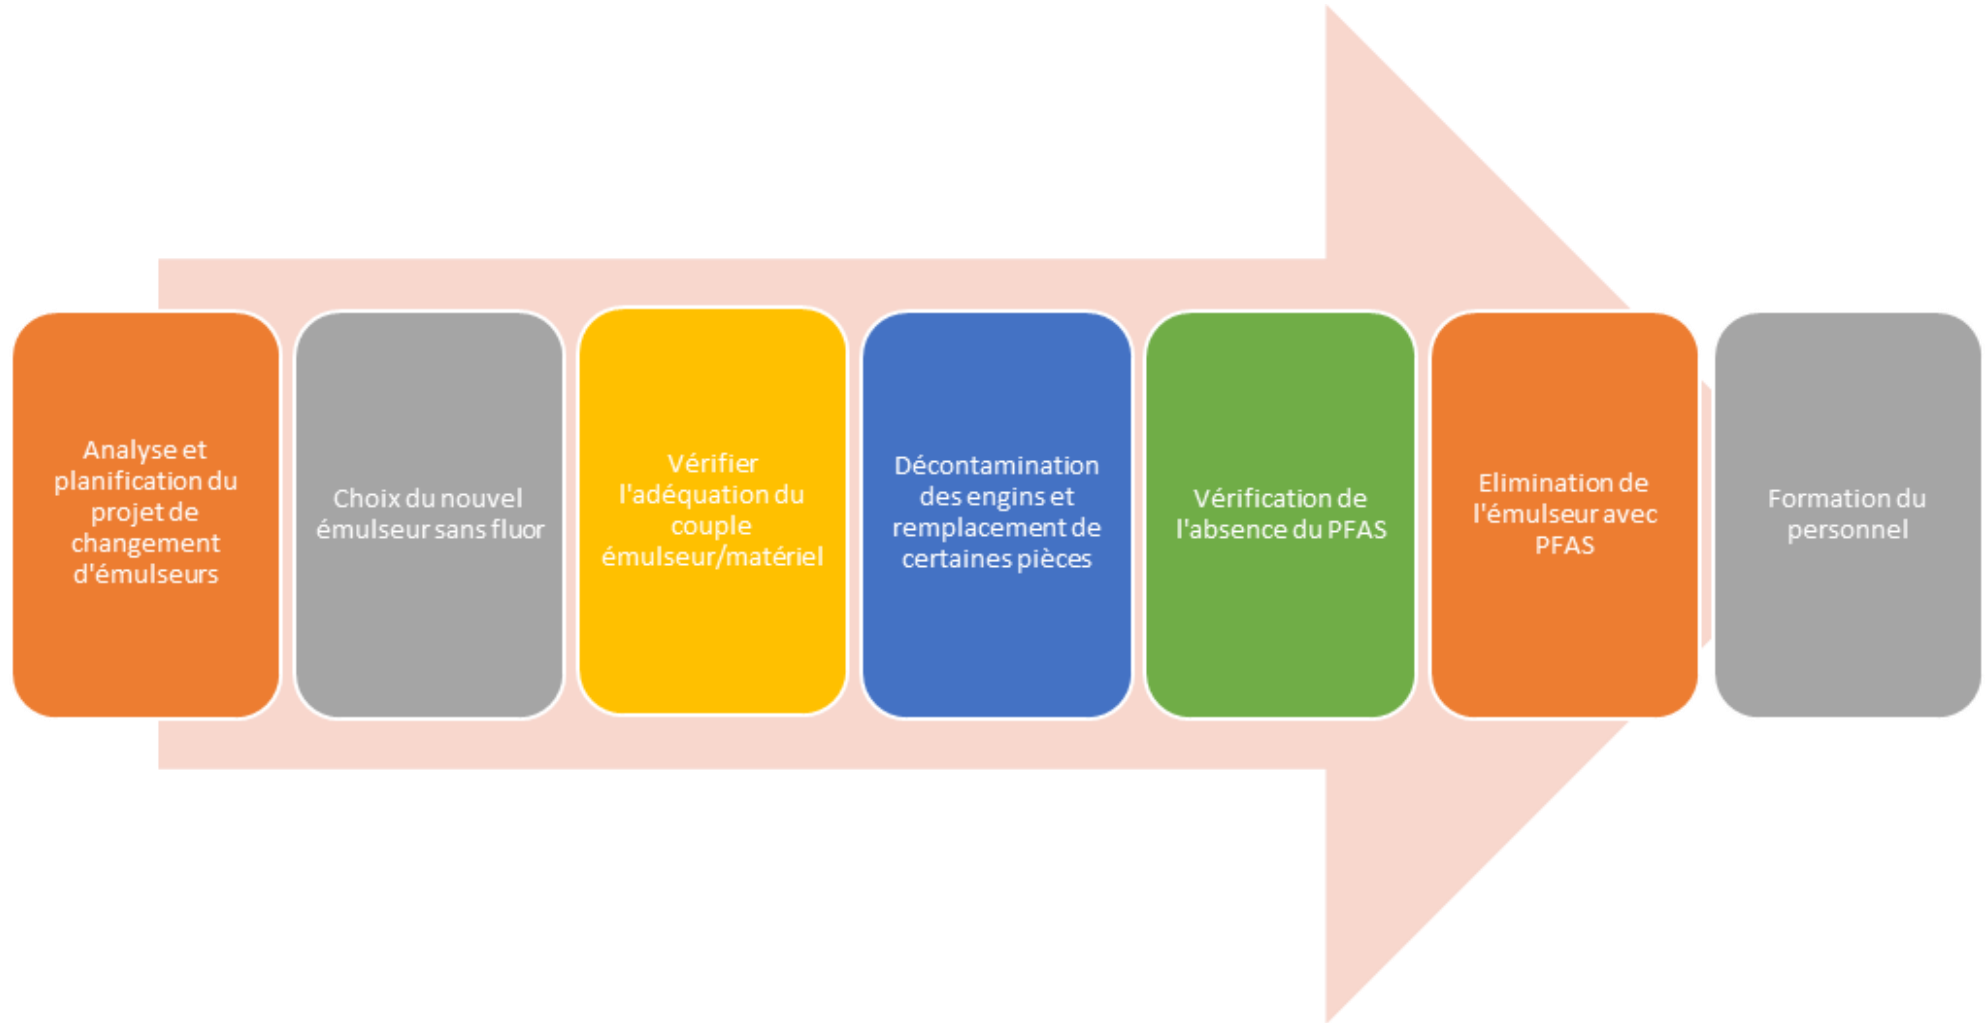 Analyse et
planification du
projet de
changement
d'émulseurs
Choix du nouvel
émulseur sans fluor
Vérifier
l'adéquation du
couple
émulseur/matériel
Décontamination
des engins et
remplacement de
certaines pièces
Vérification de
l'absence du PFAS
Elimination de
l'émulseur avec
PFAS
Formation du
personnel